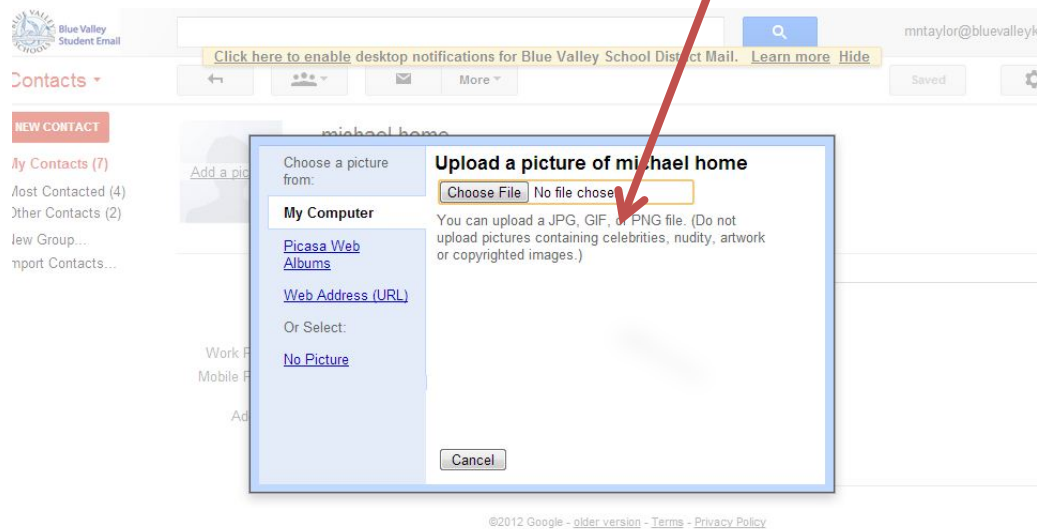 BLUE VALLEY
SCHOOLS
Blue Valley
Student Email
mntaylor@bluevalleyk
Click here to enable desktop notifications for Blue Valley School District Mail. Learn more Hide
Contacts
More
Saved
NEW CONTACT
My Contacts (7)
Most Contacted (4)
Other Contacts (2)
New Group...
Import Contacts...
michael home
Add a pic
Work P
Mobile P
Ad
Choose a picture
from:
My Computer
Picasa Web
Albums
Web Address (URL)
Or Select:
No Picture
Upload a picture of michael home
Choose File No file chosen
You can upload a JPG, GIF, or PNG file. (Do not
upload pictures containing celebrities, nudity, artwork
or copyrighted images.)
Cancel
©2012 Google - older version - Terms - Privacy Policy